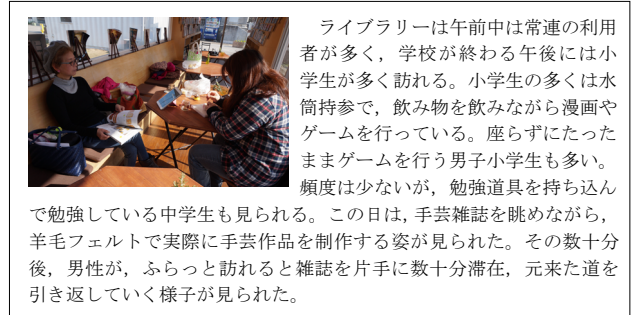 ライブラリーは午前中は常連の利用
者が多く，学校が終わる午後には小
学生が多く訪れる。小学生の多くは水
筒持参で，飲み物を飲みながら漫画や
ゲームを行っている。座らずにたった
ままゲームを行う男子小学生も多い。
頻度は少ないが，勉強道具を持ち込ん
で勉強している中学生も見られる。この日は，手芸雑誌を眺めながら，
羊毛フェルトで実際に手芸作品を制作する姿が見られた。その数十分
後，男性が，ふらっと訪れると雑誌を片手に数十分滞在，元来た道を
引き返していく様子が見られた。